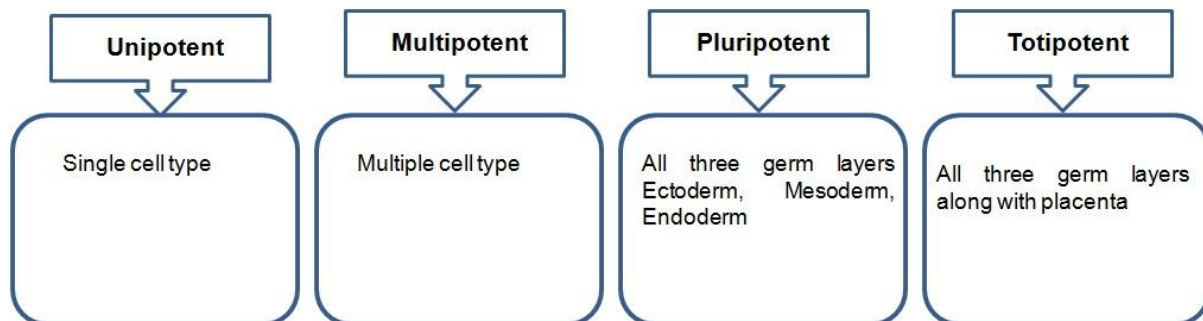 Unipotent
Multipotent
Pluripotent
Totipotent
Single cell type
Multiple cell type
All three germ layers
Ectoderm, Mesoderm,
Endoderm
All three germ layers
along with placenta